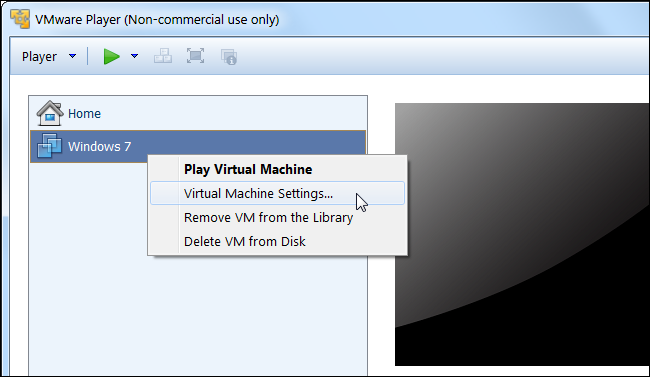 VMware Player (Non-commercial use only)
Player
Home
Windows 7
Play Virtual Machine
Virtual Machine Settings...
Remove VM from the Library
Delete VM from Disk